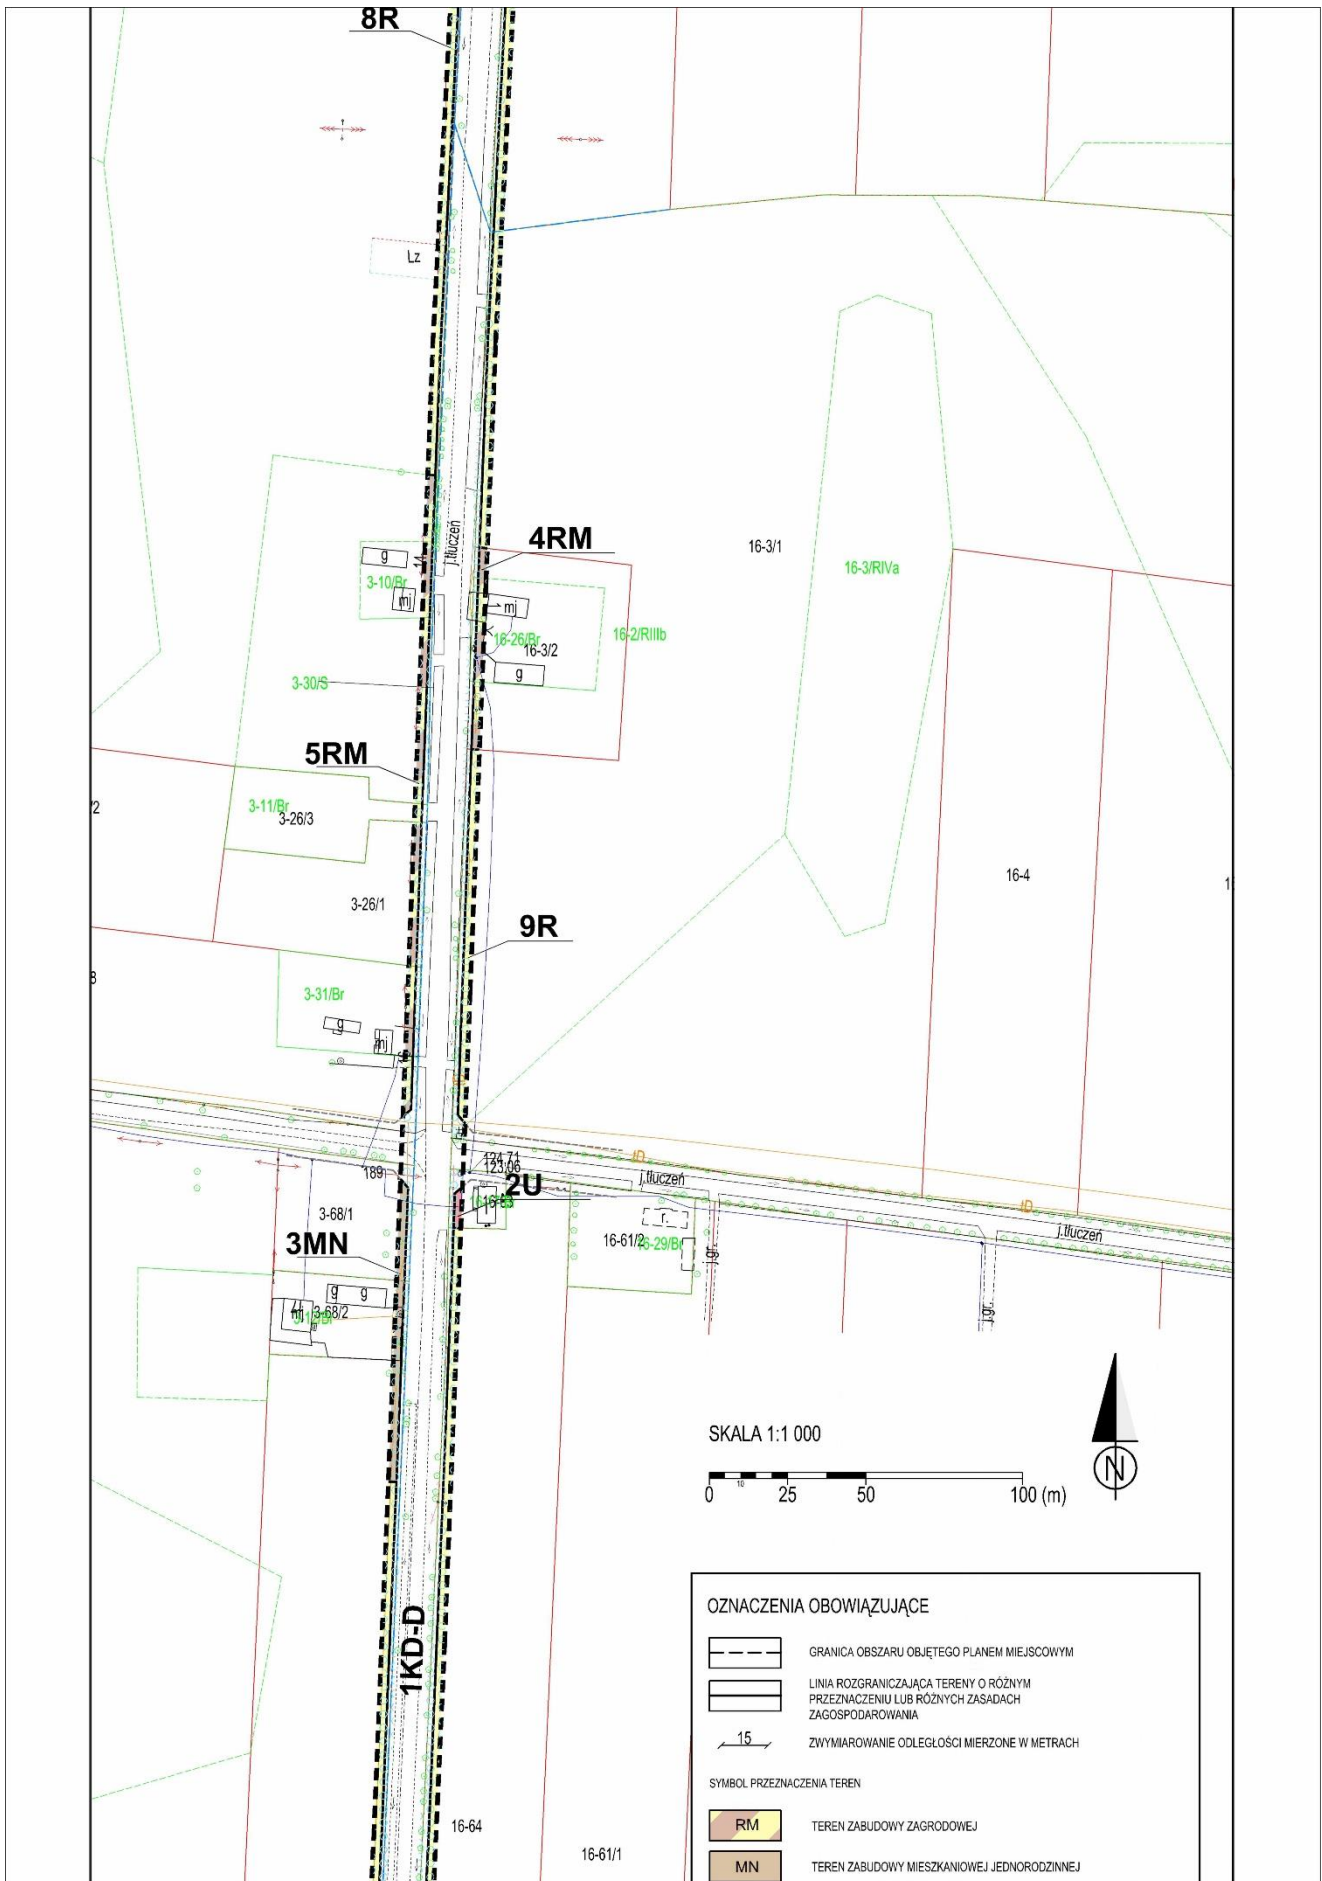 8R
Lz
j.tłuczeń
4RM
g
14
3-10/Br
mj
mj
16-26/Br
16-3/2
16-2/RIIIb
g
16-3/1
16-3/RIVa
3-30/S
5RM
3-11/Br
3-26/3
/2
16-4
3-26/1
9R
8
3-31/Br
g
mj
189
124,71
123,06
2U
j.tłuczeń
3-68/1
r.
16-61/2
16-29/Br
j.gr.
j.tłuczeń
j.gr.
3MN
g
g
mj
3-68/2
SKALA 1:1 000
N
0
10
25
50
100 (m)
1KD-D
16-64
16-61/1
OZNACZENIA OBOWIĄZUJĄCE
GRANICA OBSZARU OBJĘTEGO PLANEM MIEJSCOWYM
LINIA ROZGRANICZAJĄCA TERENY O RÓŻNYM
PRZEZNACZENIU LUB RÓŻNYCH ZASADACH
ZAGOSPODAROWANIA
15
ZWYMIAROWANIE ODLEGŁOŚCI MIERZONE W METRACH
SYMBOL PRZEZNACZENIA TEREN
RM
TEREN ZABUDOWY ZAGRODOWEJ
MN
TEREN ZABUDOWY MIESZKANIOWEJ JEDNORODZINNEJ